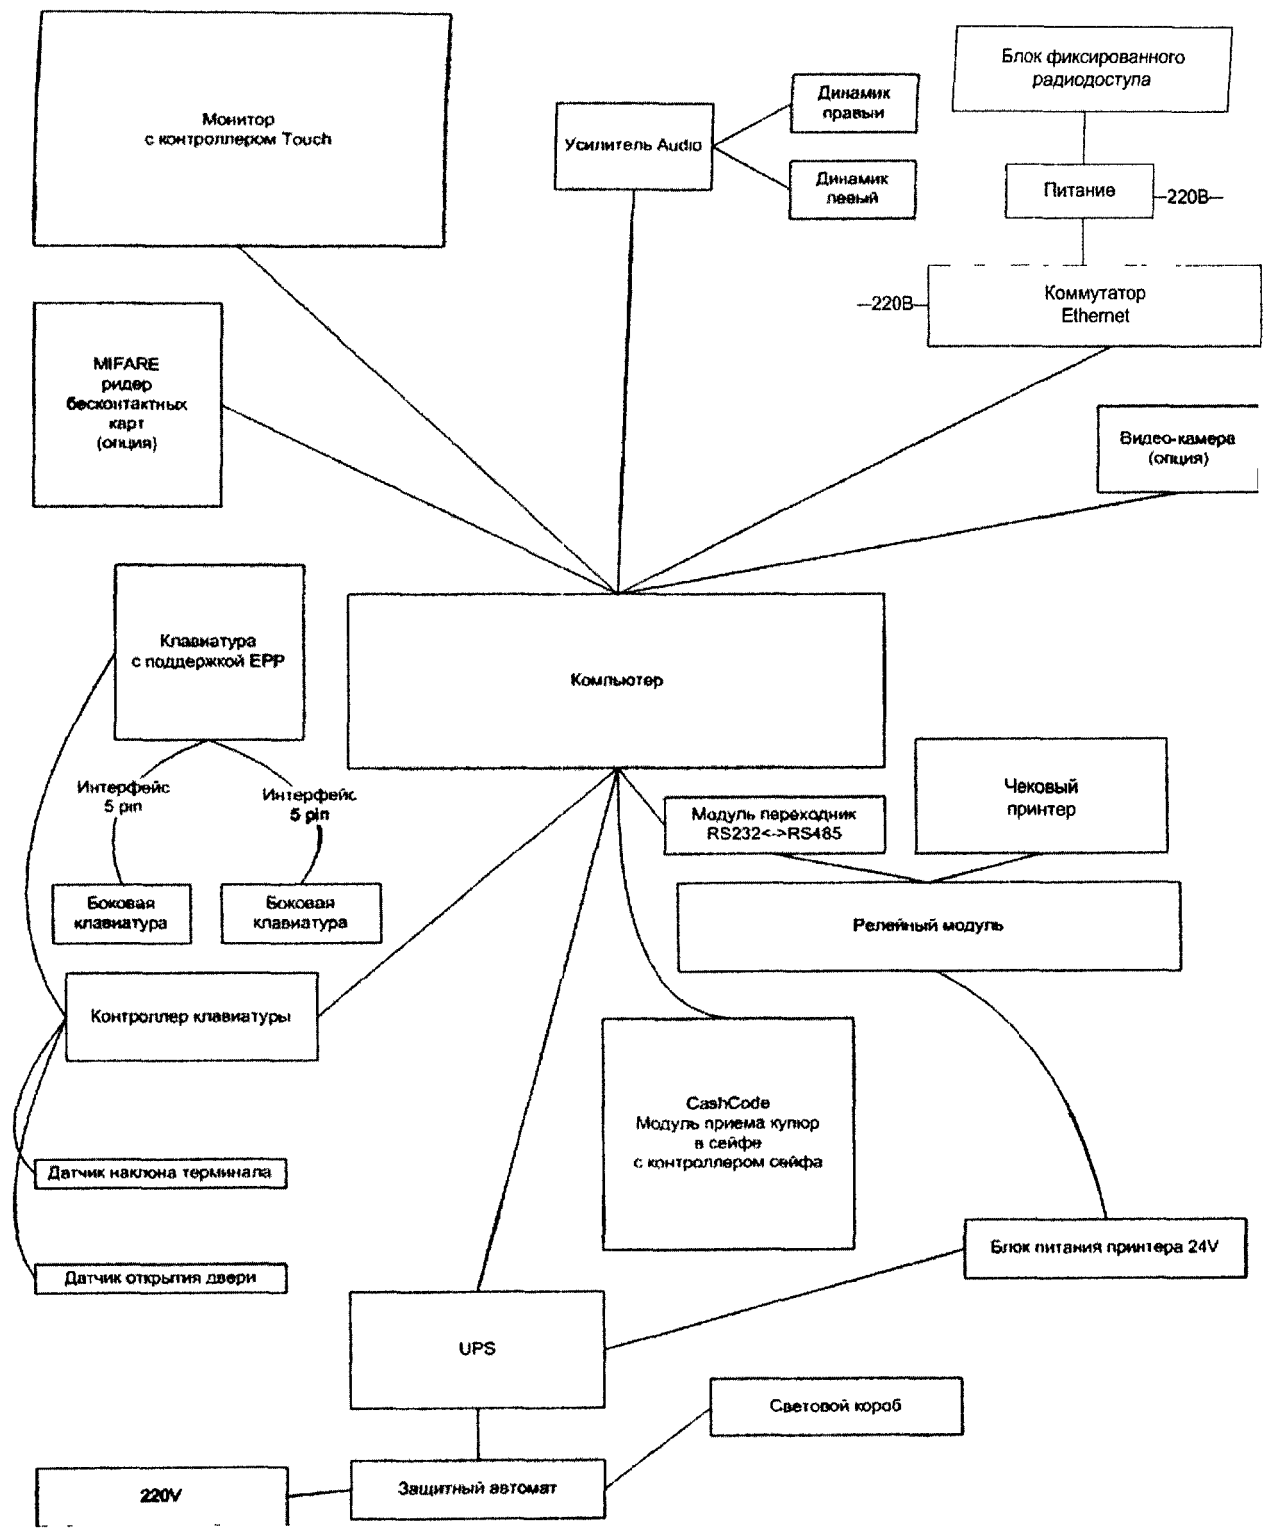 Монитор
с контроллером Touch
Усилитель Audio
Динамик
правый
Динамик
левый
Блок фиксированного
радиодоступа
Питание
220В
220В
Коммутатор
Ethernet
MIFARE
ридер
бесконтактных
карт
(опция)
Видео-камера
(опция)
Клавиатура
с поддержкой EPP
Компьютер
Интерфейс
5 pin
Интерфейс
5 pin
Модуль переходник
RS232<->RS485
Чековый
принтер
Боковая
клавиатура
Боковая
клавиатура
Релейный модуль
Контроллер клавиатуры
CashCode
Модуль приема купюр
в сейфе
с контроллером сейфа
Датчик наклона терминала
Датчик открытия двери
Блок питания принтера 24V
UPS
Световой короб
Защитный автомат
220V